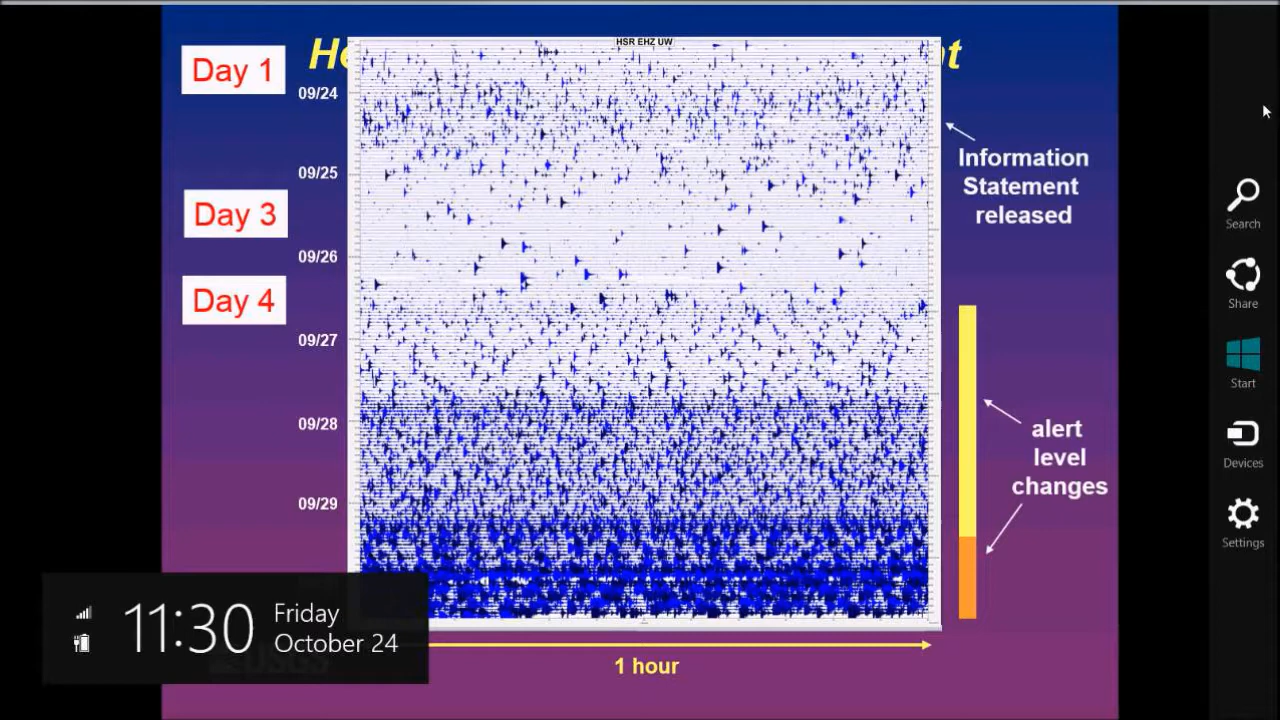 HSR EHZ UW
Day 1
09/24
Information
Statement
released
09/25
Day 3
09/26
Day 4
09/27
09/28
alert
level
changes
09/29
1 hour
11:30
Friday
October 24
Search
Share
Start
Devices
Settings